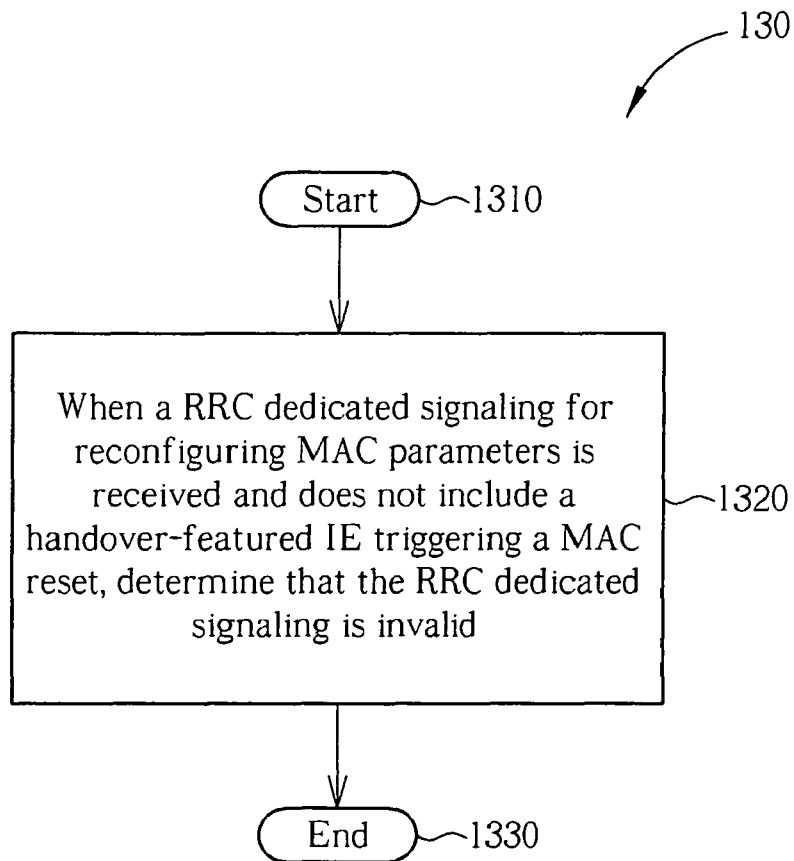 130
Start
1310
When a RRC dedicated signaling for
reconfiguring MAC parameters is
received and does not include a
handover-featured IE triggering a MAC
reset, determine that the RRC dedicated
signaling is invalid
1320
End
1330